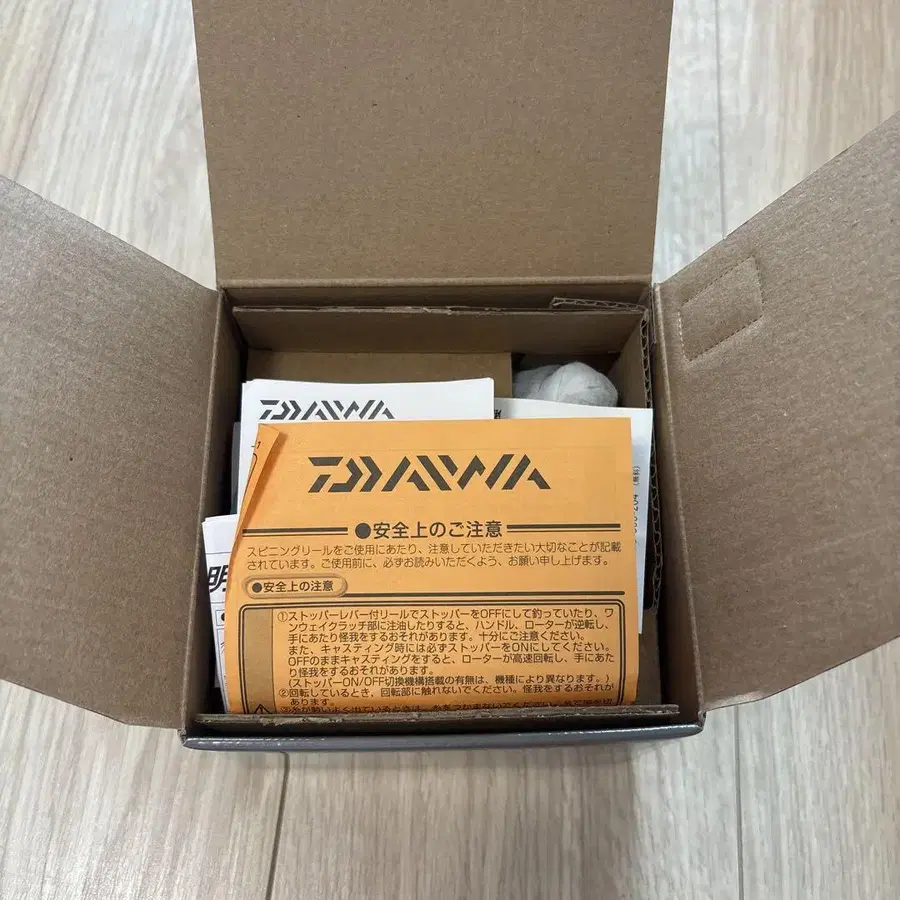 DAIWA
DAIWA
●安全上のご注意
スピニングリールをご使用にあたり、注意していただきたい大切なことが記載
されています。ご使用前に、必ずお読みいただくよう、お願い申し上げます。
●安全上の注意
①ストッパーレバー付リールでストッパーをOFFにして釣っていたり、ワ
ンウェイクラッチ部に注油したりすると、ハンドル、ローターが逆転し、
手にあたり怪我をするおそれがあります。十分にご注意ください。
また、キャスティング時には必ずストッパーをONにしてください。
OFFのままキャスティングをすると、ローターが高速回転し、手にあた
り怪我をするおそれがあります。
(ストッパーON/OFF切換機構搭載の有無は、機種により異なります。)
②回転しているとき、回転部に触れないでください。怪我をするおそれが
あります。
明
(無料)